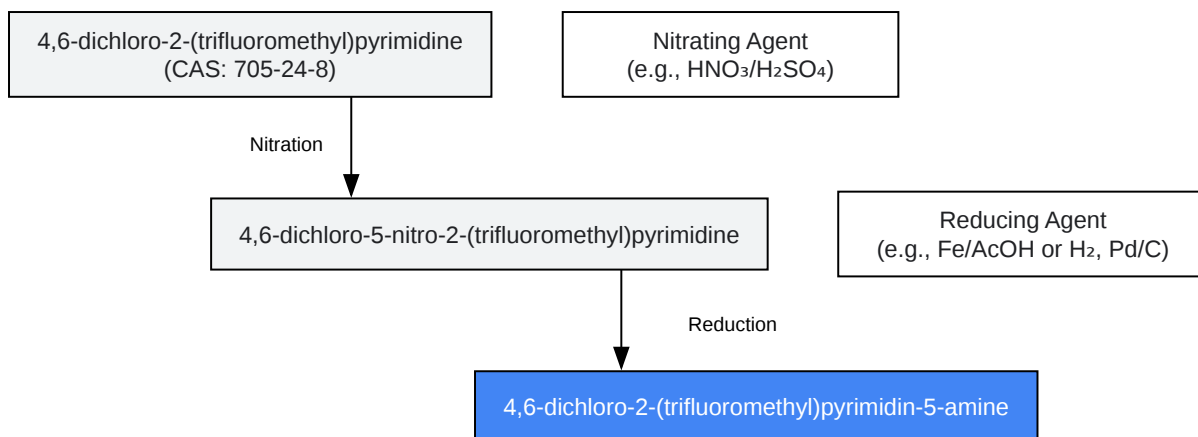 4,6-dichloro-2-(trifluoromethyl)pyrimidine
(CAS: 705-24-8)
Nitrating Agent
(e.g., HNO₃/H₂SO₄)
Nitration
4,6-dichloro-5-nitro-2-(trifluoromethyl)pyrimidine
Reducing Agent
(e.g., Fe/AcOH or H₂, Pd/C)
Reduction
4,6-dichloro-2-(trifluoromethyl)pyrimidin-5-amine